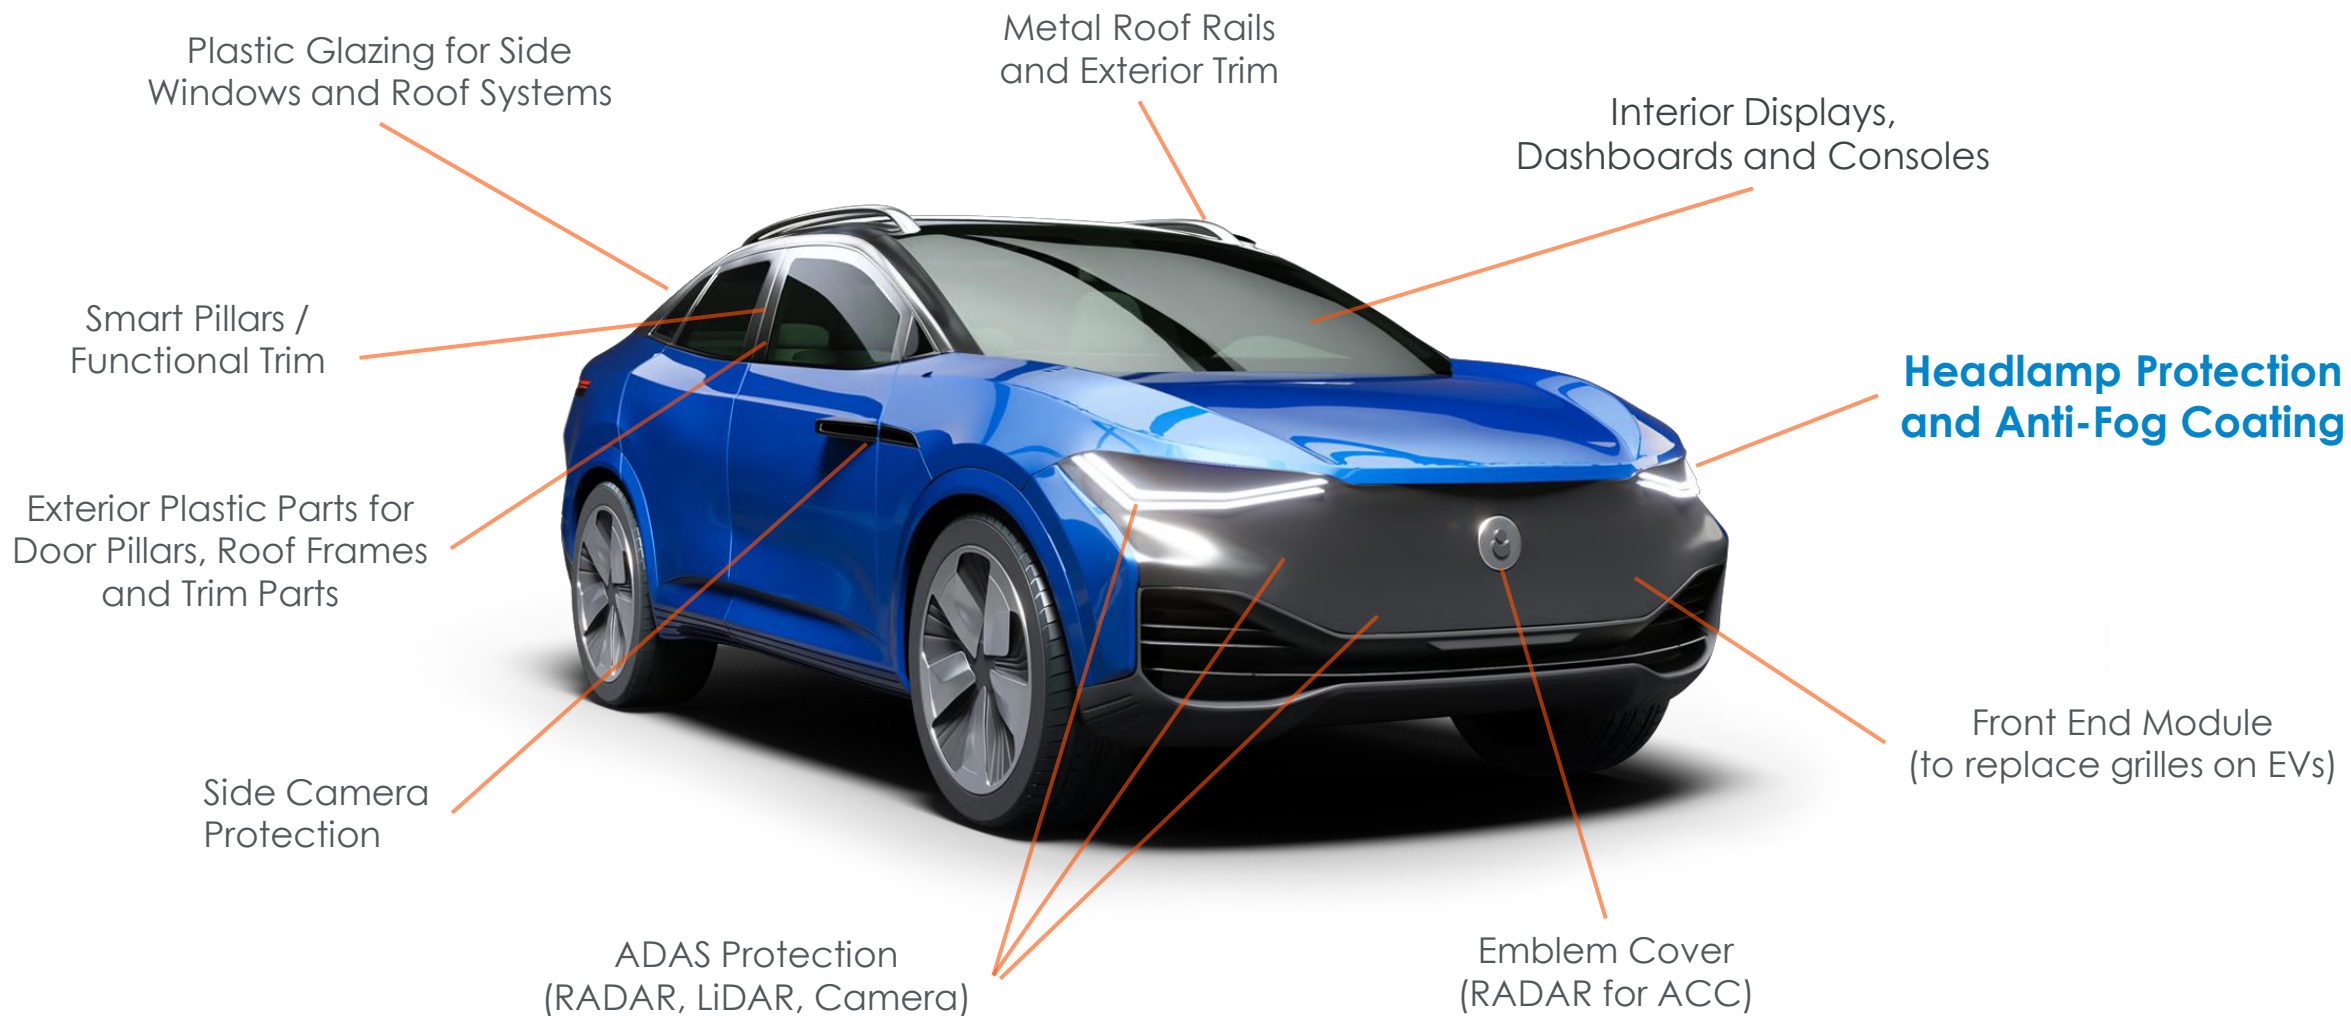 Plastic Glazing for Side
Windows and Roof Systems
Metal Roof Rails
and Exterior Trim
Interior Displays,
Dashboards and Consoles
Smart Pillars /
Functional Trim
Headlamp Protection
and Anti-Fog Coating
Exterior Plastic Parts for
Door Pillars, Roof Frames
and Trim Parts
Front End Module
(to replace grilles on EVs)
Side Camera
Protection
ADAS Protection
(RADAR, LiDAR, Camera)
Emblem Cover
(RADAR for ACC)